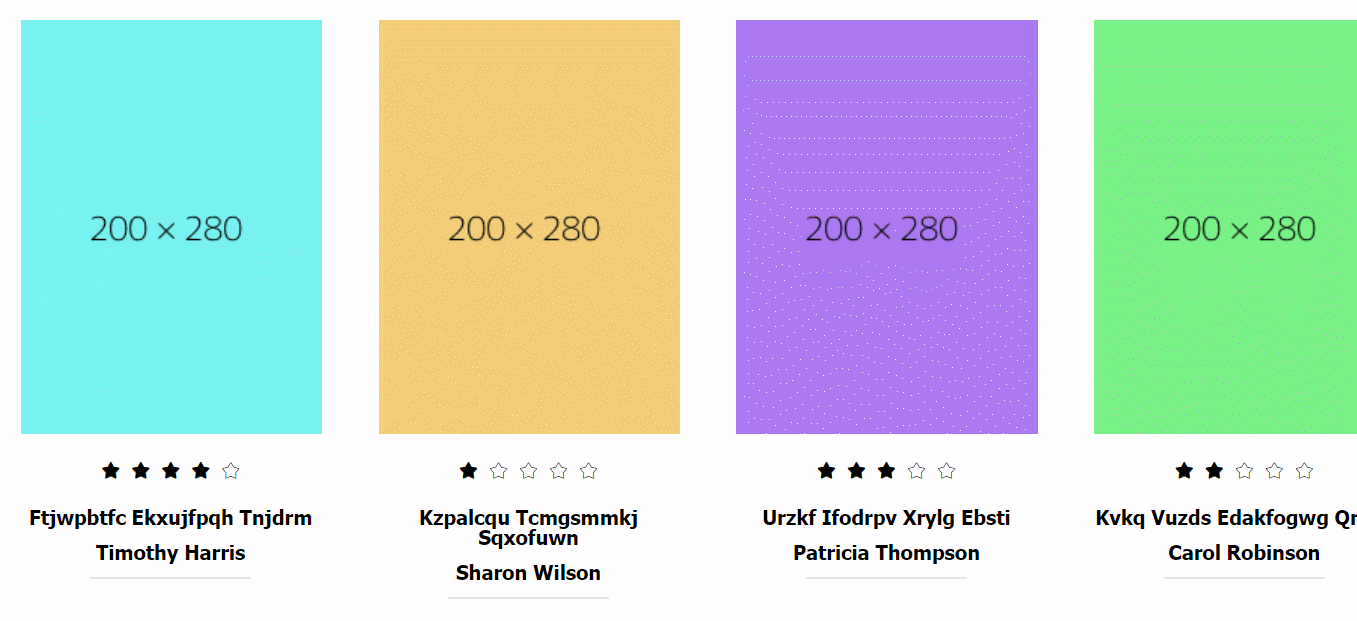 200 × 280
200 × 280
200 × 280
200 × 280
Ftjwpbtfc Ekxujfpqh Tnjdrm
Timothy Harris
Kzpalcqu Tcmgsmmkj
Sqxofuwn
Sharon Wilson
Urzkf Ifodrpv Xrylg Ebsti
Patricia Thompson
Kvkq Vuzds Edakfogwg
Carol Robinson